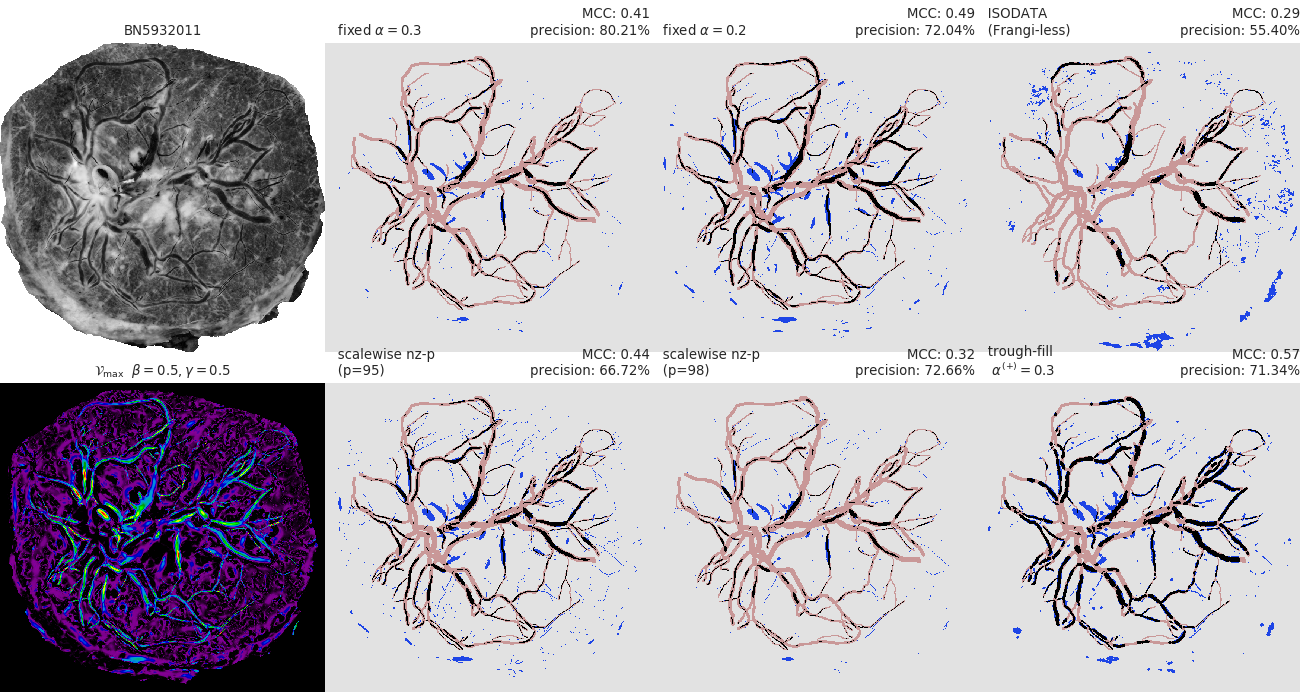 BN5932011
MCC: 0.41
fixed α = 0.3 precision: 80.21%
MCC: 0.49
fixed α = 0.2 precision: 72.04%
ISODATA MCC: 0.29
(Frangi-less) precision: 55.40%
𝒱max β = 0.5, γ = 0.5
scalewise nz-p MCC: 0.44
(p=95) precision: 66.72%
scalewise nz-p MCC: 0.32
(p=98) precision: 72.66%
trough-fill MCC: 0.57
α(+) = 0.3 precision: 71.34%